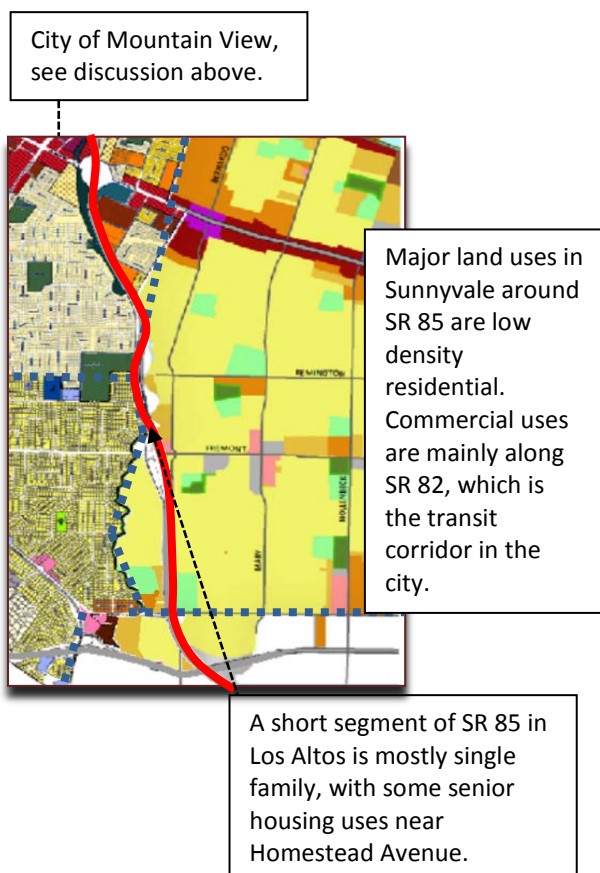 City of Mountain View,
see discussion above.
BERNARDO
Major land uses in
Sunnyvale around
SR 85 are low
density
residential.
Commercial uses
are mainly along
SR 82, which is
the transit
corridor in the
city.
REMINGTON
FREMONT
HOLLENBECK
MARY
A short segment of SR 85 in
Los Altos is mostly single
family, with some senior
housing uses near
Homestead Avenue.